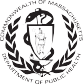 COMMONWEALTH OF MASSACHUSETTS
DEPARTMENT OF PUBLIC HEALTH